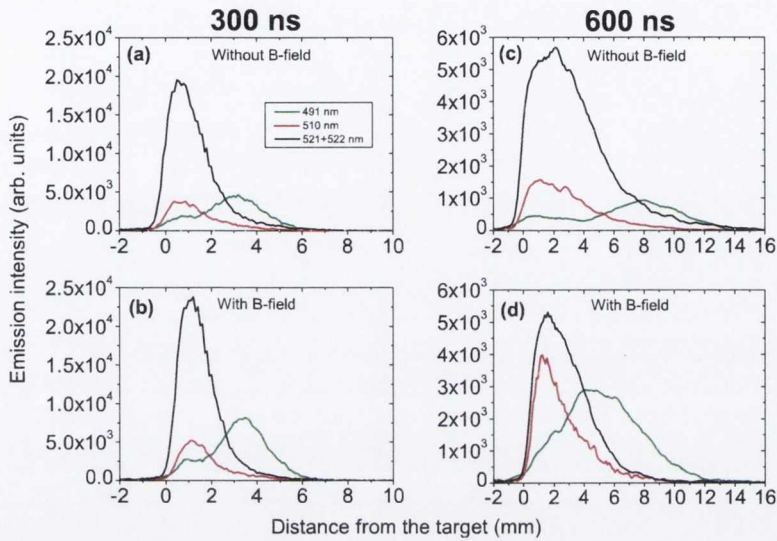 300 ns
600 ns
Emission intensity (arb. units)
(a)
Without B-field
2.5x10⁴
2.0x10⁴
1.5x10⁴
1.0x10⁴
5.0x10³
0.0
-2 0 2 4 6 8 10
491 nm
510 nm
521+522 nm
(c)
Without B-field
6x10³
5x10³
4x10³
3x10³
2x10³
1x10³
0
-2 0 2 4 6 8 10 12 14 16
(b)
With B-field
2.5x10⁴
2.0x10⁴
1.5x10⁴
1.0x10⁴
5.0x10³
0.0
-2 0 2 4 6 8 10
(d)
With B-field
6x10³
5x10³
4x10³
3x10³
2x10³
1x10³
0
-2 0 2 4 6 8 10 12 14 16
Distance from the target (mm)